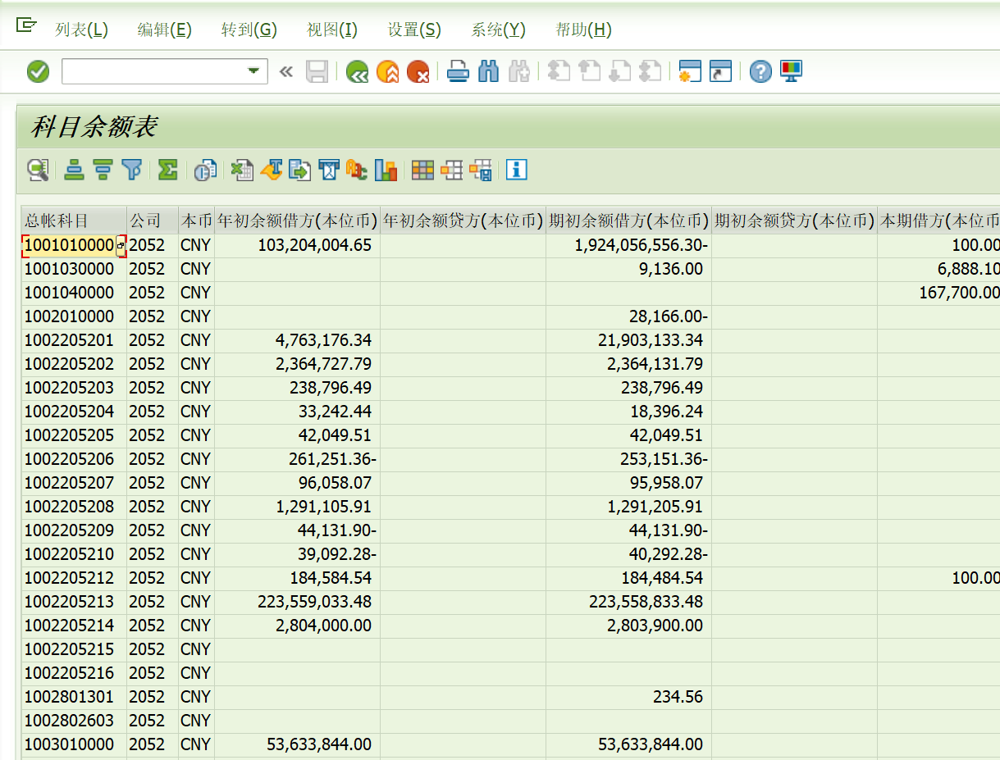 列表(L) 编辑(E) 转到(G) 视图(I) 设置(S) 系统(Y) 帮助(H)
科目余额表
总帐科目 公司 本币 年初余额借方(本位币) 年初余额贷方(本位币) 期初余额借方(本位币) 期初余额贷方(本位币) 本期借方(本位币
1001010000 2052 CNY 103,204,004.65 1,924,056,556.30- 100.00
1001030000 2052 CNY 9,136.00 6,888.10
1001040000 2052 CNY 167,700.00
1002010000 2052 CNY 28,166.00-
1002205201 2052 CNY 4,763,176.34 21,903,133.34
1002205202 2052 CNY 2,364,727.79 2,364,131.79
1002205203 2052 CNY 238,796.49 238,796.49
1002205204 2052 CNY 33,242.44 18,396.24
1002205205 2052 CNY 42,049.51 42,049.51
1002205206 2052 CNY 261,251.36- 253,151.36-
1002205207 2052 CNY 96,058.07 95,958.07
1002205208 2052 CNY 1,291,105.91 1,291,205.91
1002205209 2052 CNY 44,131.90- 44,131.90-
1002205210 2052 CNY 39,092.28- 40,292.28-
1002205212 2052 CNY 184,584.54 184,484.54 100.00
1002205213 2052 CNY 223,559,033.48 223,558,833.48
1002205214 2052 CNY 2,804,000.00 2,803,900.00
1002205215 2052 CNY
1002205216 2052 CNY
1002801301 2052 CNY 234.56
1002802603 2052 CNY
1003010000 2052 CNY 53,633,844.00 53,633,844.00